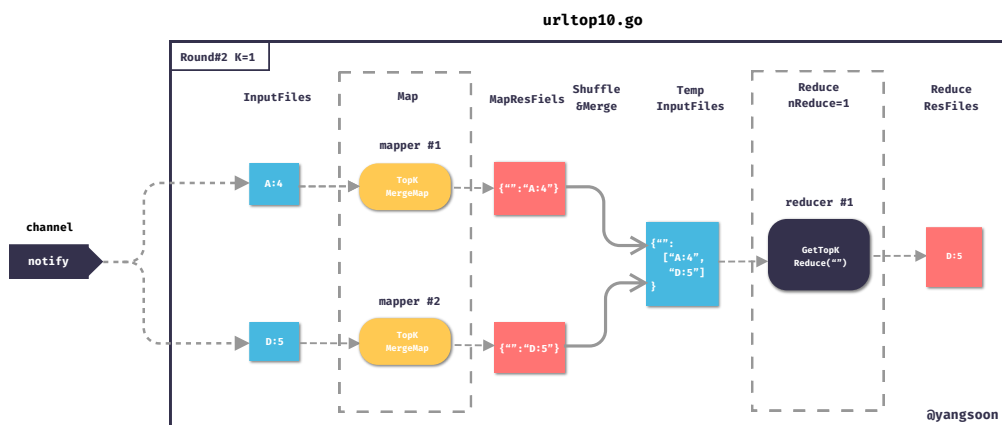 urltop10.go
Round#2 K=1
InputFiles
Map
MapResFiels
Shuffle
&Merge
Temp
InputFiles
Reduce
nReduce=1
Reduce
ResFiles
mapper #1
A:4
TopK
MergeMap
{“”:“A:4”}
channel
notify
reducer #1
{“”:
[“A:4”,
“D:5”]
}
GetTopK
Reduce(“”)
D:5
mapper #2
D:5
TopK
MergeMap
{“”:“D:5”}
@yangsoon